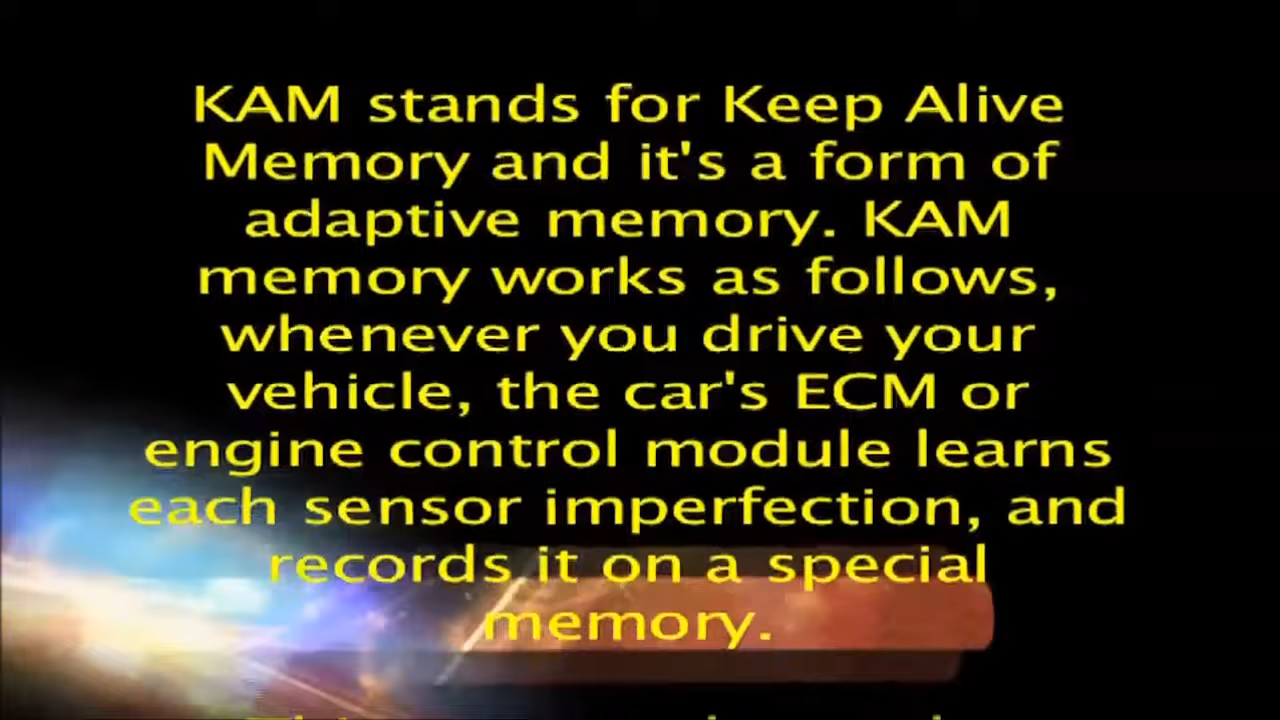 KAM stands for Keep Alive
Memory and it's a form of
adaptive memory. KAM
memory works as follows,
whenever you drive your
vehicle, the car's ECM or
engine control module learns
each sensor imperfection, and
records it on a special
memory.